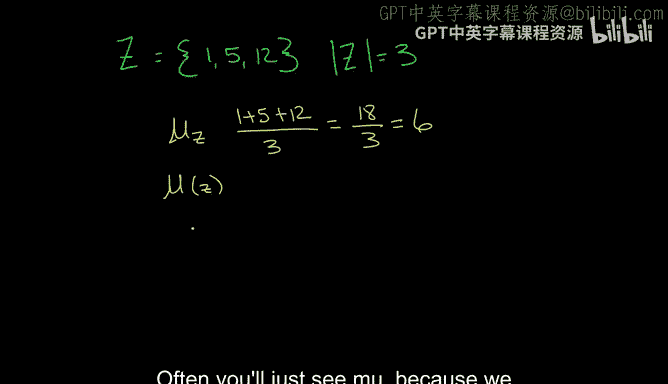 GPT中英字幕课程资源@bilibili
GPT中英字幕课程资源 bilibili
Z = {1, 5, 12} |Z| = 3
μ_Z (1+5+12)/3 = 18/3 = 6
μ(z)
Often you'll just see mu, because we